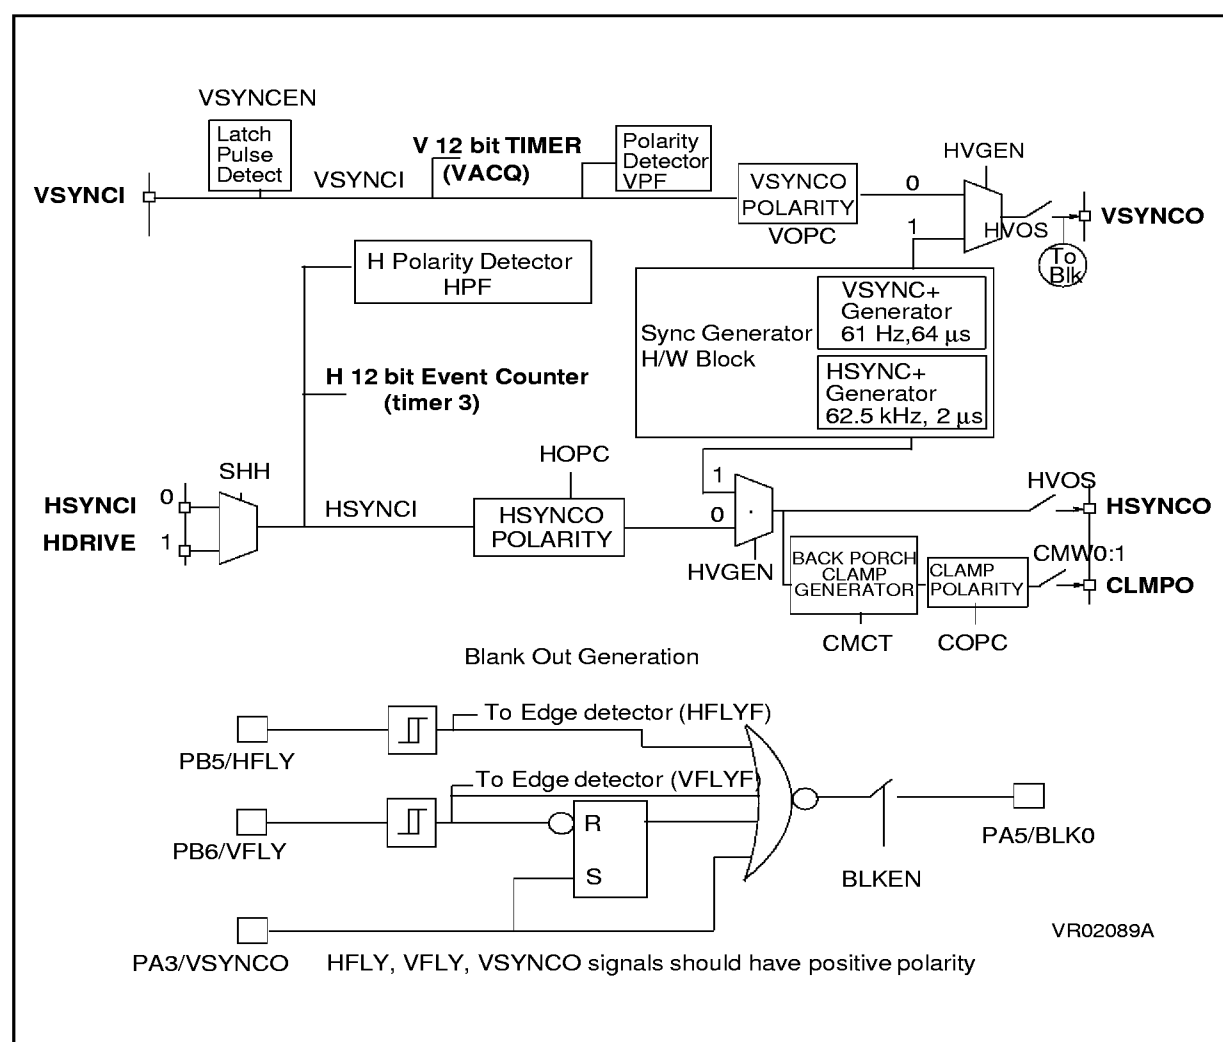 VSYNCEN
Latch
Pulse
Detect
V 12 bit TIMER
(VACQ)
Polarity
Detector
VPF
HVGEN
VSYNCI
VSYNCI
VSYNCO
POLARITY
VOPC
0
1
HVOS
VSYNCO
To
Blk
H Polarity Detector
HPF
Sync Generator
H/W Block
VSYNC+
Generator
61 Hz,64 µs
HSYNC+
Generator
62.5 kHz, 2 µs
H 12 bit Event Counter
(timer 3)
SHH
HOPC
HSYNCI
0
HDRIVE
1
HSYNCI
HSYNCO
POLARITY
1
0
HVGEN
HVOS
HSYNCO
BACK PORCH
CLAMP
GENERATOR
CLAMP
POLARITY
CMW0:1
CLMPO
CMCT
COPC
Blank Out Generation
To Edge detector (HFLYF)
PB5/HFLY
To Edge detector (VFLYF)
PB6/VFLY
R
S
BLKEN
PA5/BLK0
PA3/VSYNCO
VR02089A
HFLY, VFLY, VSYNCO signals should have positive polarity